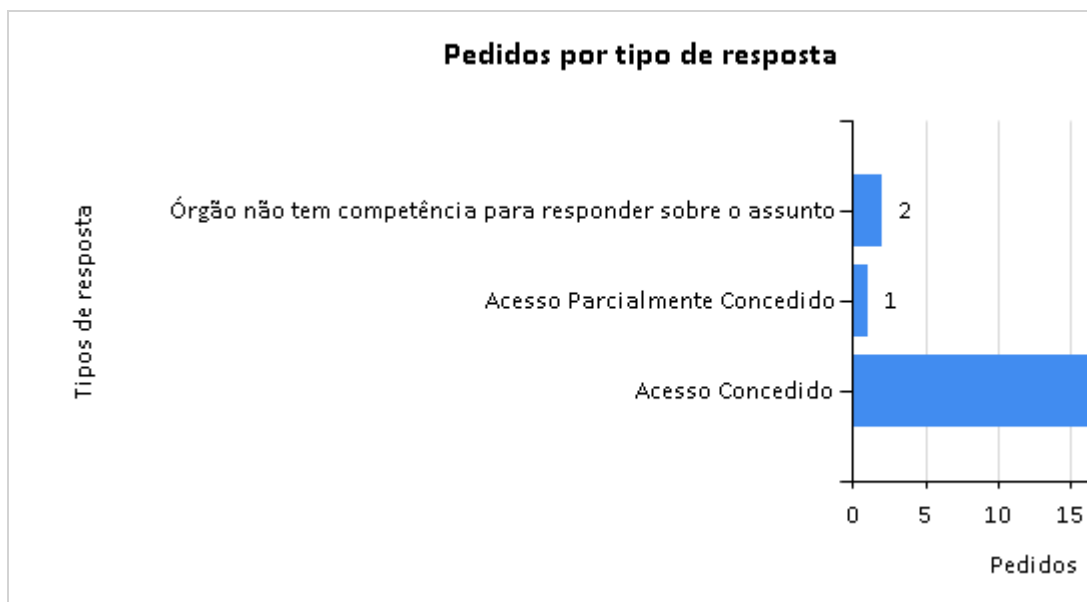 Pedidos por tipo de resposta
Tipos de resposta
Órgão não tem competência para responder sobre o assunto
2
Acesso Parcialmente Concedido
1
Acesso Concedido
0 5 10 15
Pedidos